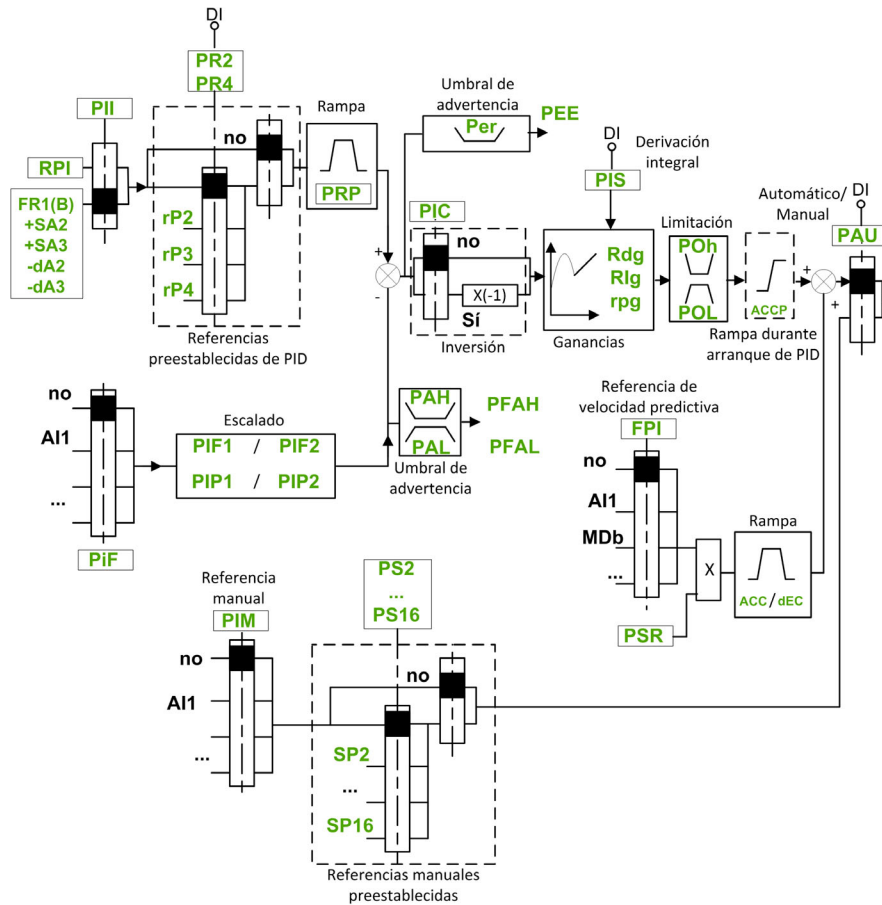 DI
PR2
PR4
PII
no
RPI
FR1(B)
+SA2
+SA3
-dA2
-dA3
rP2
rP3
rP4
Referencias
preestablecidas de PID
Rampa
PRP
+
-
Umbral de
advertencia
Per
PEE
DI
Derivación
integral
PIS
PIC
no
X(-1)
Sí
Inversión
Rdg
RIg
rpg
Ganancias
Limitación
POh
POL
ACCP
Rampa durante
arranque de PID
Automático/
Manual
DI
PAU
+
+
no
AI1
...
PiF
Escalado
PIF1 / PIF2
PIP1 / PIP2
PAH
PAL
Umbral de
advertencia
PFAH
PFAL
Referencia de
velocidad predictiva
FPI
no
AI1
MDb
...
PSR
X
Rampa
ACC/dEC
Referencia
manual
PIM
no
AI1
...
PS2
...
PS16
no
SP2
...
SP16
Referencias manuales
preestablecidas